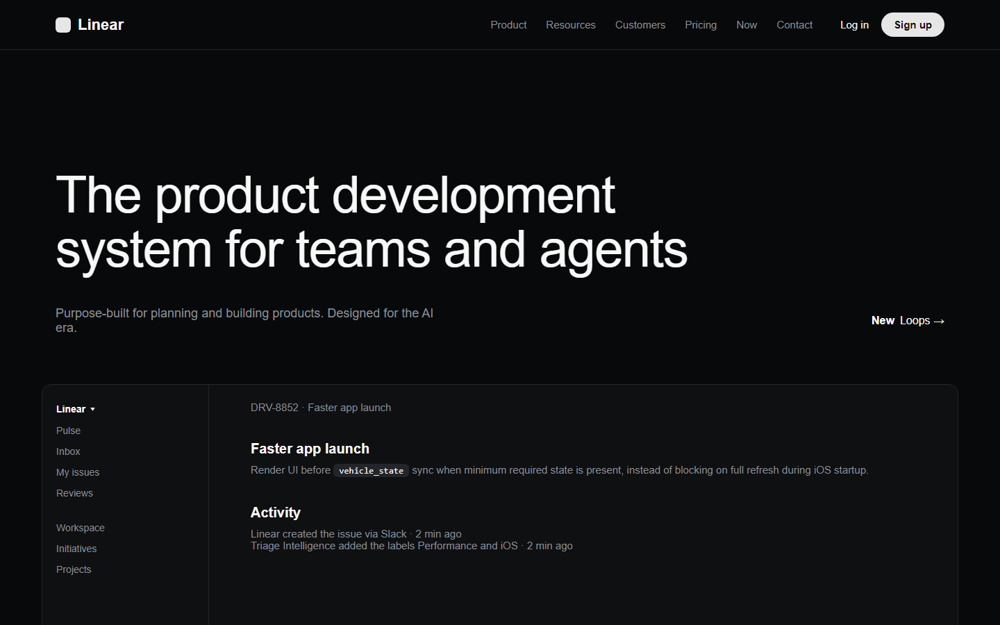 Linear
Product Resources Customers Pricing Now Contact Log in Sign up
The product development
system for teams and agents
Purpose-built for planning and building products. Designed for the AI
era.
New Loops →
Linear ▾
Pulse
Inbox
My issues
Reviews
Workspace
Initiatives
Projects
DRV-8852 · Faster app launch
Faster app launch
Render UI before vehicle_state sync when minimum required state is present, instead of blocking on full refresh during iOS startup.
Activity
Linear created the issue via Slack · 2 min ago
Triage Intelligence added the labels Performance and iOS · 2 min ago